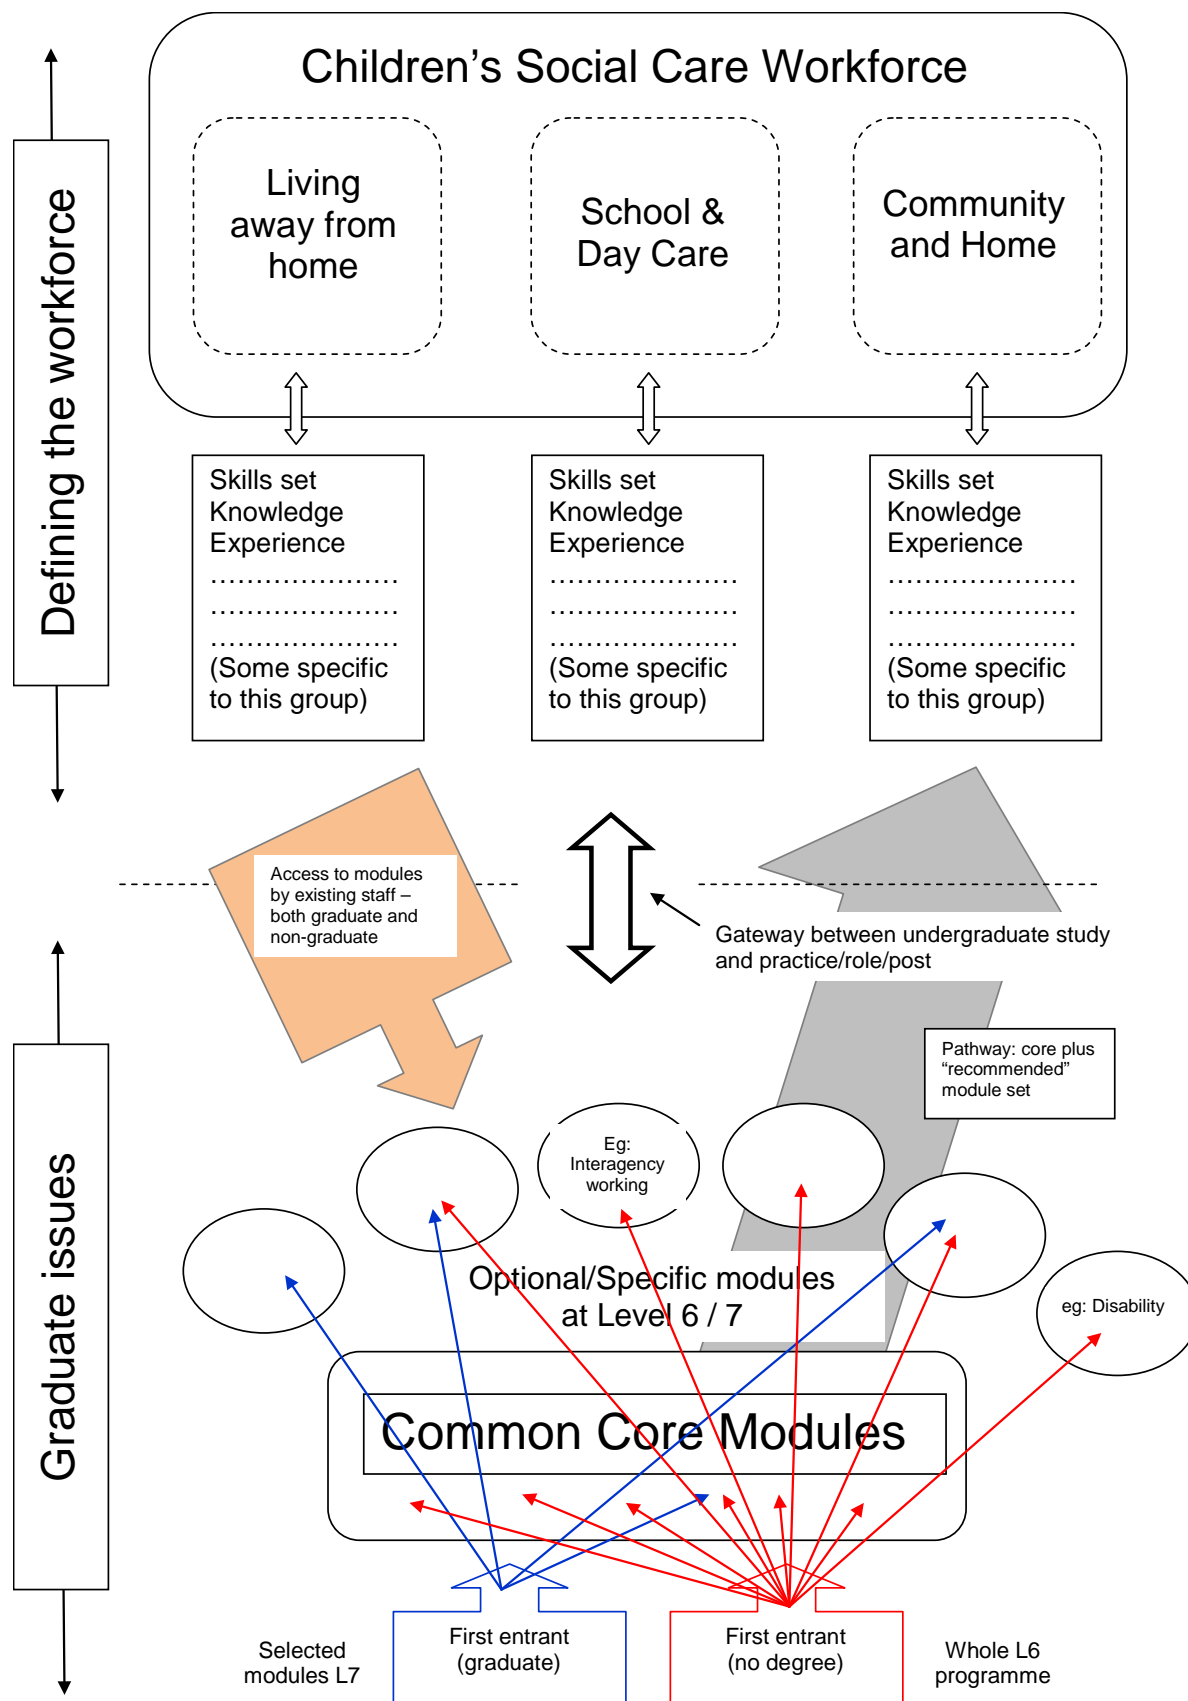 Children's Social Care Workforce
Defining the workforce
Living
away from
home
School &
Day Care
Community
and Home
Skills set
Knowledge
Experience
.....................
.....................
.....................
(Some specific
to this group)
Skills set
Knowledge
Experience
.....................
.....................
.....................
(Some specific
to this group)
Skills set
Knowledge
Experience
.....................
.....................
.....................
(Some specific
to this group)
Access to modules
by existing staff –
both graduate and
non-graduate
Gateway between undergraduate study
and practice/role/post
Graduate issues
Pathway: core plus
“recommended”
module set
Eg:
Interagency
working
Optional/Specific modules
at Level 6 / 7
eg: Disability
Common Core Modules
Selected
modules L7
First entrant
(graduate)
First entrant
(no degree)
Whole L6
programme